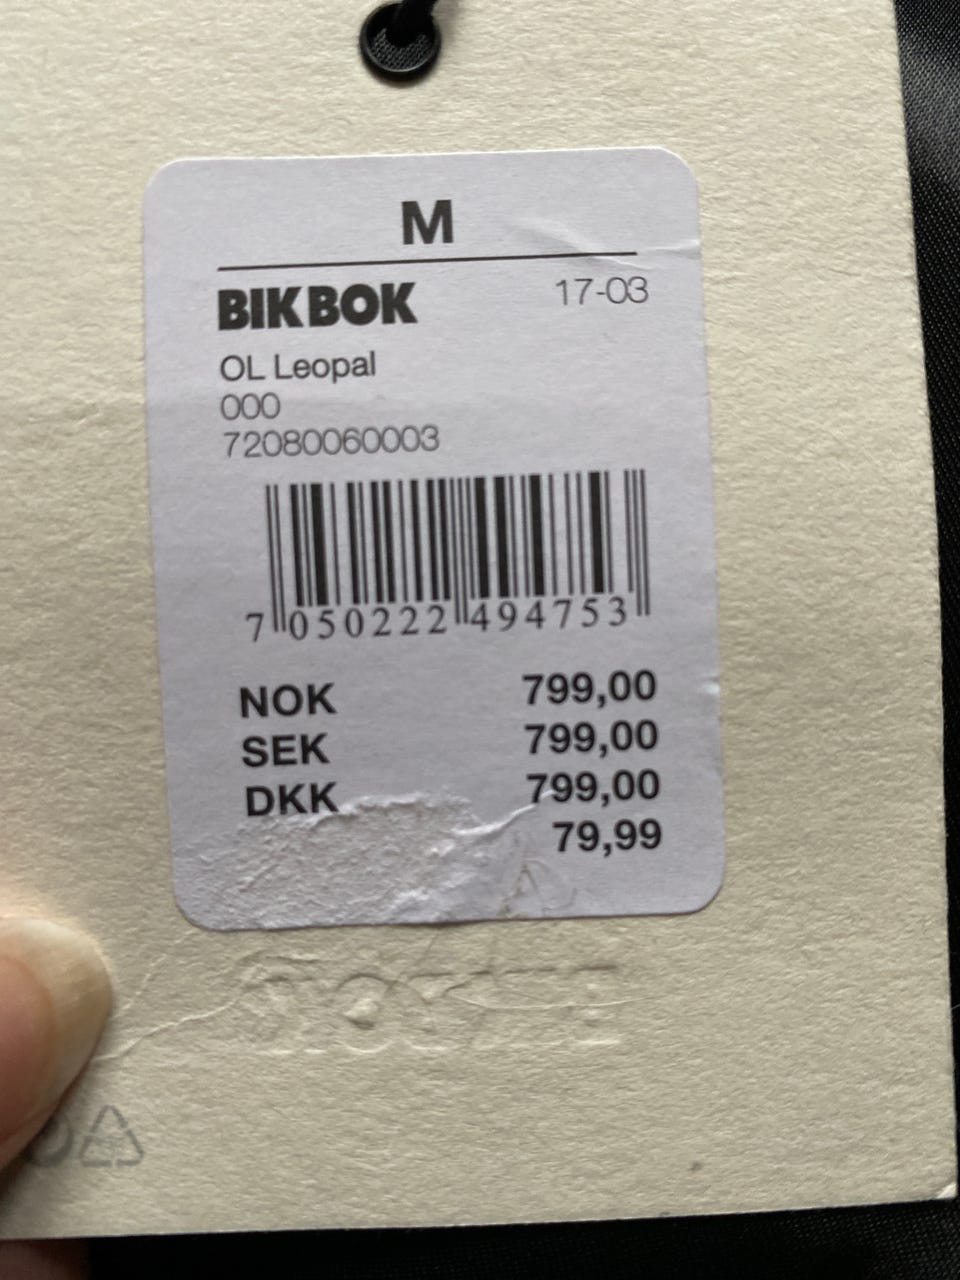 M
BIKBOK 17-03
OL Leopal
000
72080060003
7 050222 494753
NOK 799,00
SEK 799,00
DKK 799,00
79,99